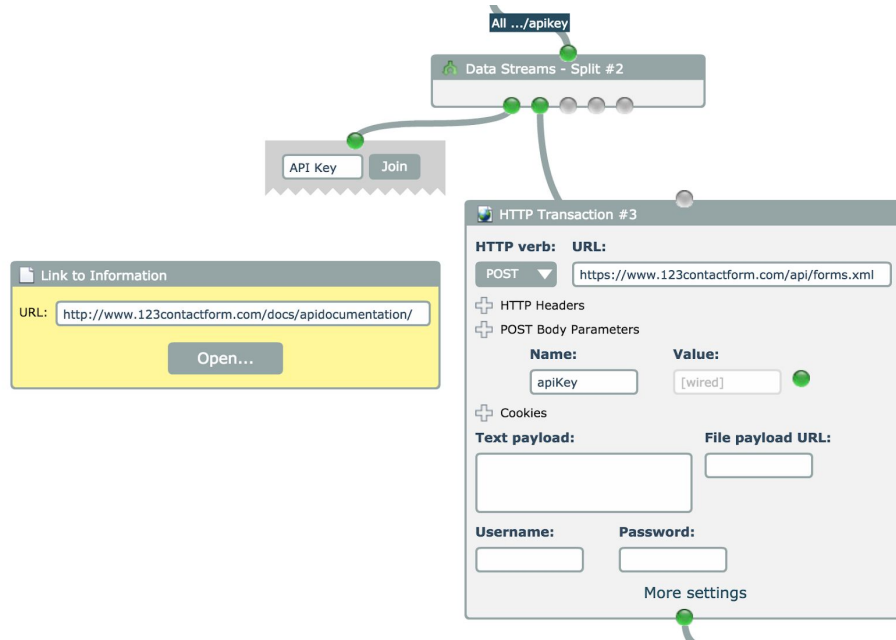 All .../apikey
Data Streams - Split #2
API Key Join
HTTP Transaction #3
HTTP verb: URL:
POST https://www.123contactform.com/api/forms.xml
HTTP Headers
POST Body Parameters
Name: Value:
apiKey [wired]
Cookies
Text payload: File payload URL:
Username: Password:
More settings
Link to Information
URL: http://www.123contactform.com/docs/apidocumentation/
Open...